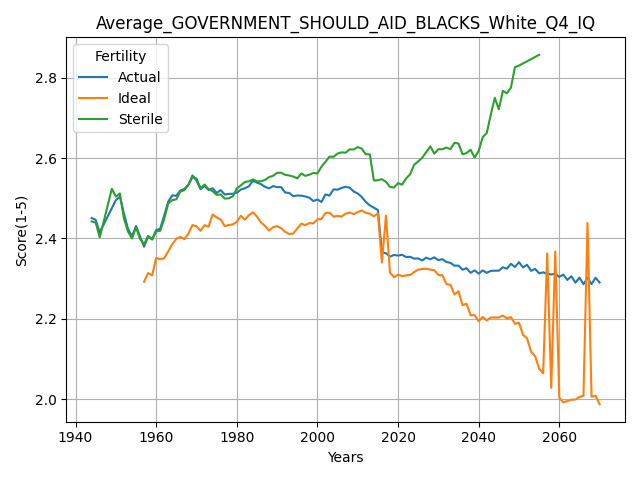 Average_GOVERNMENT_SHOULD_AID_BLACKS_White_Q4_IQ
Fertility
Actual
Ideal
Sterile
Score(1-5)
2.8
2.6
2.4
2.2
2.0
1940 1960 1980 2000 2020 2040 2060
Years